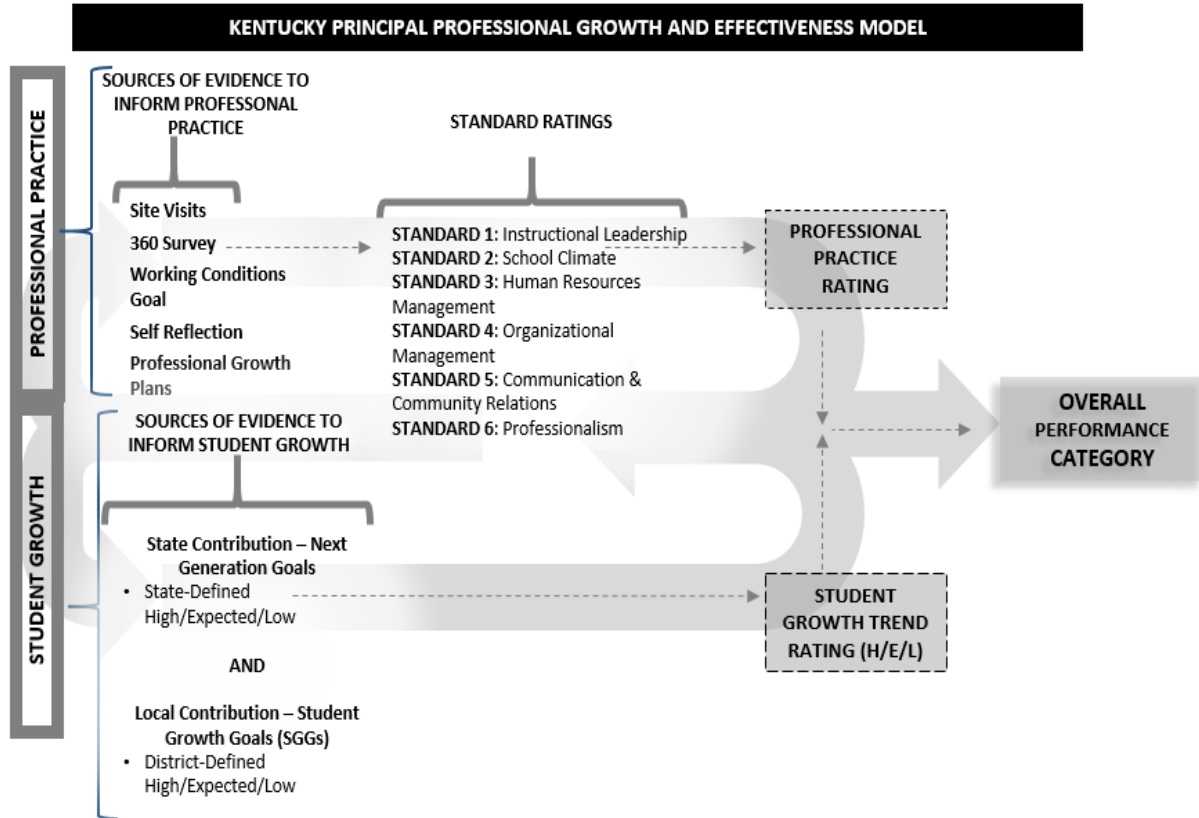 KENTUCKY PRINCIPAL PROFESSIONAL GROWTH AND EFFECTIVENESS MODEL
PROFESSIONAL PRACTICE
SOURCES OF EVIDENCE TO
INFORM PROFESSIONAL
PRACTICE
Site Visits
360 Survey
Working Conditions
Goal
Self Reflection
Professional Growth
Plans
STANDARD RATINGS
STANDARD 1: Instructional Leadership
STANDARD 2: School Climate
STANDARD 3: Human Resources
Management
STANDARD 4: Organizational
Management
STANDARD 5: Communication &
Community Relations
STANDARD 6: Professionalism
PROFESSIONAL
PRACTICE
RATING
OVERALL
PERFORMANCE
CATEGORY
STUDENT GROWTH
SOURCES OF EVIDENCE TO
INFORM STUDENT GROWTH
State Contribution – Next
Generation Goals
• State-Defined
High/Expected/Low
AND
Local Contribution – Student
Growth Goals (SGGs)
• District-Defined
High/Expected/Low
STUDENT
GROWTH TREND
RATING (H/E/L)